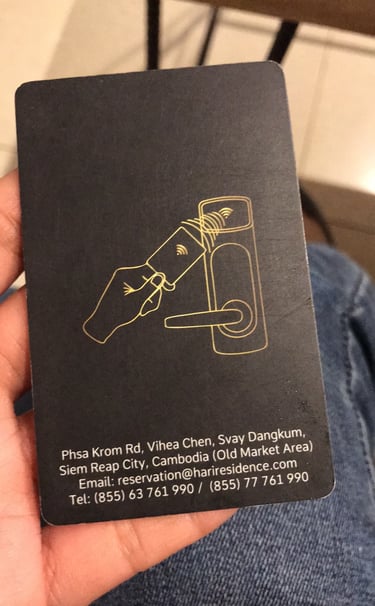 Phsa Krom Rd, Vihea Chen, Svay Dangkum,
Siem Reap City, Cambodia (Old Market Area)
Email: reservation@hariresidence.com
Tel: (855) 63 761 990 / (855) 77 761 990